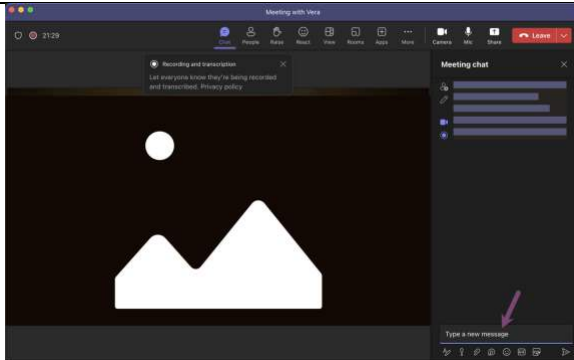 Meeting with Vera
21:29
Chat People Raise React View Rooms Apps More Camera Mic Share Leave
Recording and transcription
Let everyone know they're being recorded
and transcribed. Privacy policy
Meeting chat
Type a new message